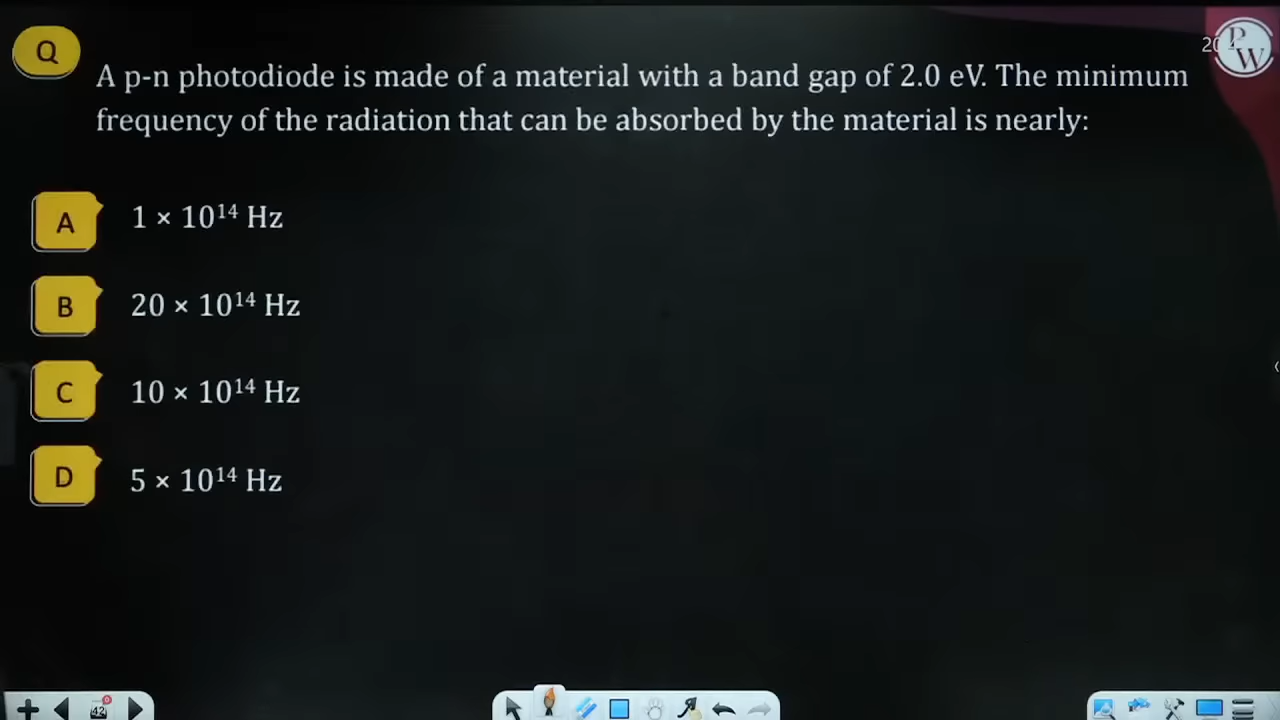 Q
A p-n photodiode is made of a material with a band gap of 2.0 eV. The minimum
frequency of the radiation that can be absorbed by the material is nearly:
A 1 × 10¹⁴ Hz
B 20 × 10¹⁴ Hz
C 10 × 10¹⁴ Hz
D 5 × 10¹⁴ Hz
PW
42